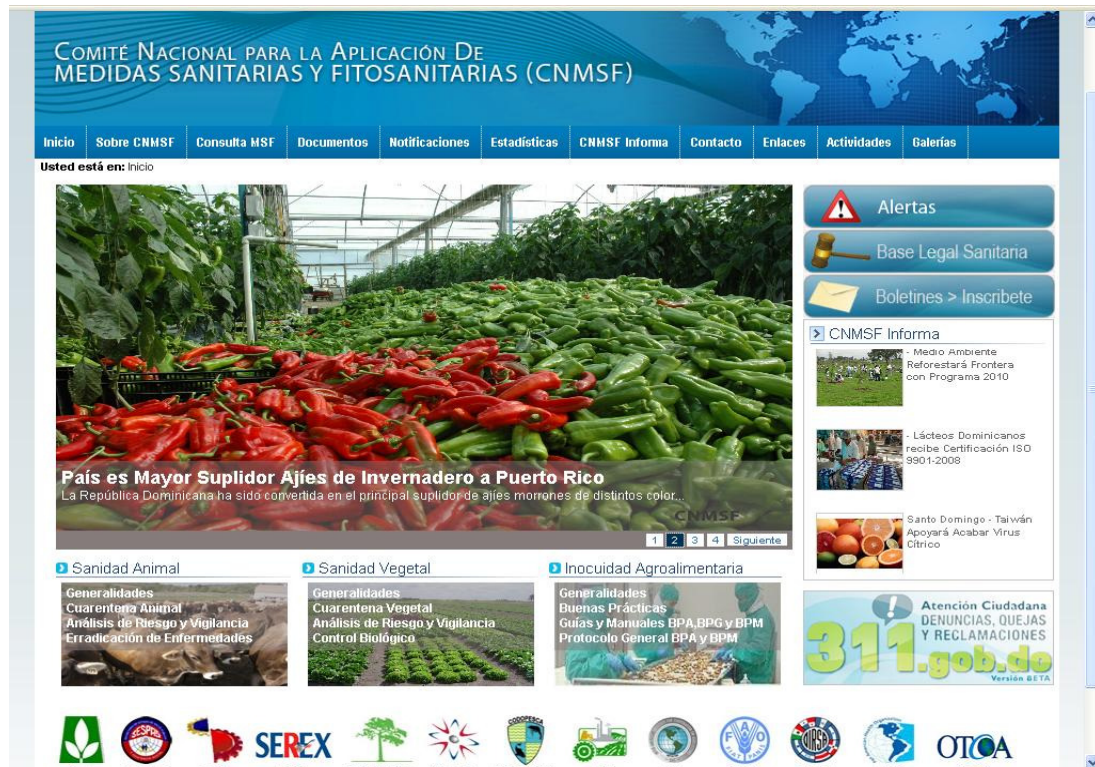 COMITÉ NACIONAL PARA LA APLICACIÓN DE
MEDIDAS SANITARIAS Y FITOSANITARIAS (CNMSF)
Inicio Sobre CNMSF Consulta MSF Documentos Notificaciones Estadísticas CNMSF Informa Contacto Enlaces Actividades Galerías
Usted está en: Inicio
País es Mayor Suplidor Ajíes de Invernadero a Puerto Rico
La República Dominicana ha sido convertida en el principal suplidor de ajíes morrones de distintos color...
CNMSF
1 2 3 4 Siguiente
Alertas
Base Legal Sanitaria
Boletines > Inscribete
CNMSF Informa
- Medio Ambiente
Reforestará Frontera
con Programa 2010
- Lácteos Dominicanos
recibe Certificación ISO
9901-2008
Santo Domingo - Taiwán
Apoyará Acabar Virus
Cítrico
Sanidad Animal
Generalidades
Cuarentena Animal
Análisis de Riesgo y Vigilancia
Erradicación de Enfermedades
Sanidad Vegetal
Generalidades
Cuarentena Vegetal
Análisis de Riesgo y Vigilancia
Control Biológico
Inocuidad Agroalimentaria
Generalidades
Buenas Prácticas
Guías y Manuales BPA,BPG y BPM
Protocolo General BPA y BPM
Atención Ciudadana
DENUNCIAS, QUEJAS
Y RECLAMACIONES
311.gob.do
Versión BETA
SESPAS
SEREX
CODOPESCA
FAO
FIAT PANIS
OIRSA
OTCA